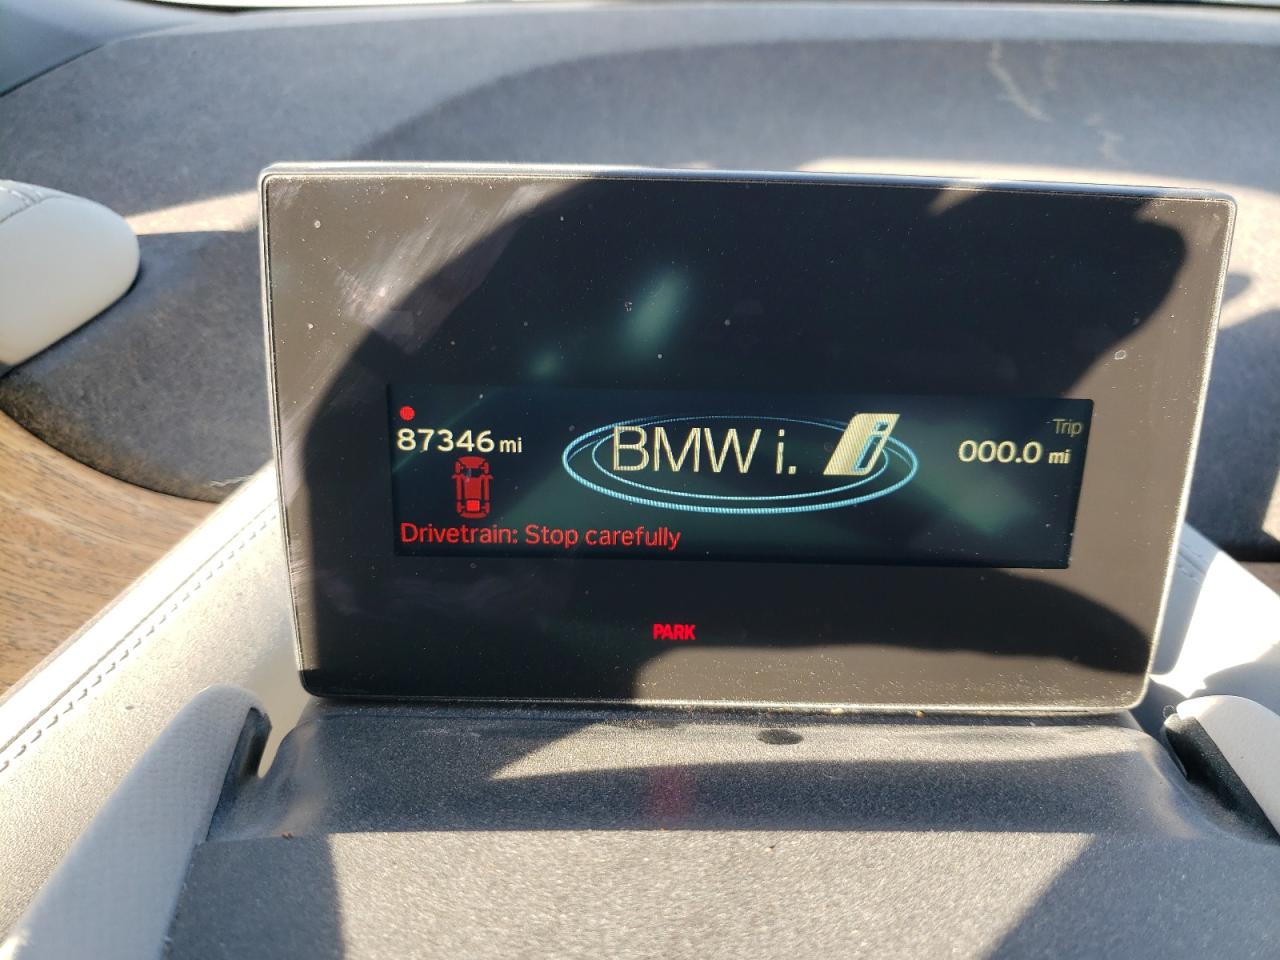 Trip
87346 mi
BMW i.
i
000.0 mi
Drivetrain: Stop carefully
PARK